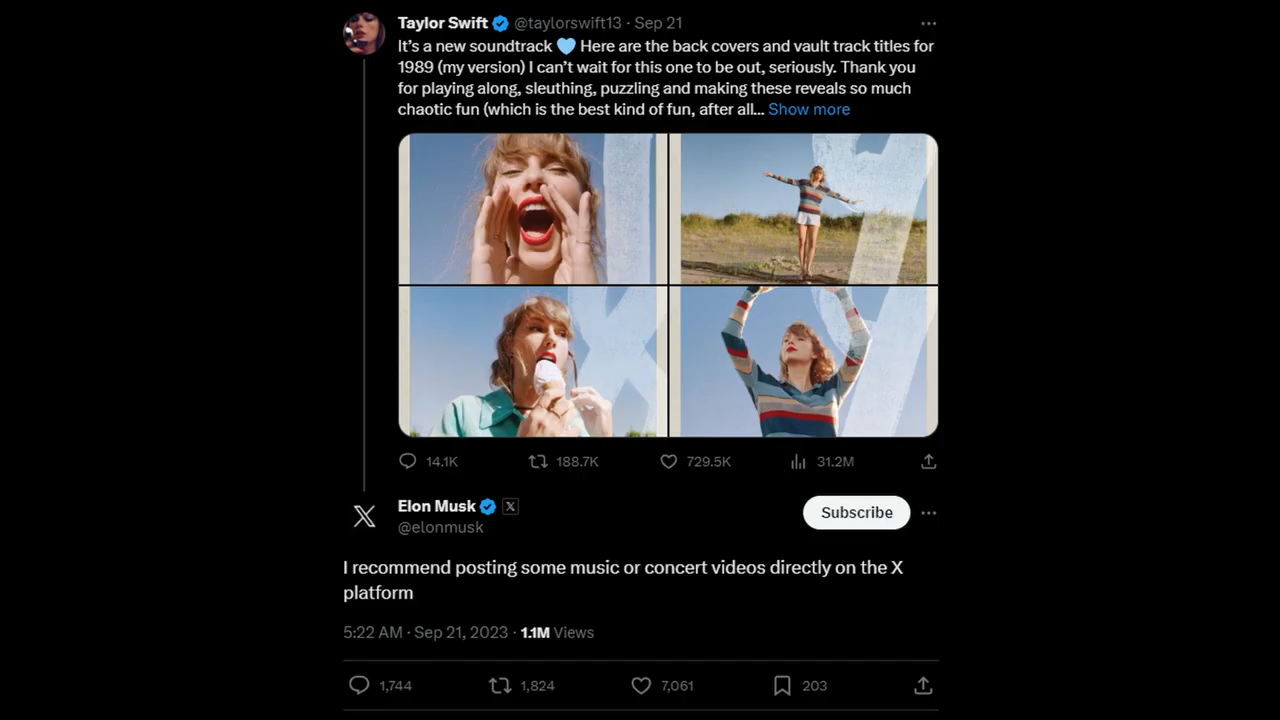 Taylor Swift @taylorswift13 · Sep 21
It's a new soundtrack 🩵 Here are the back covers and vault track titles for
1989 (my version) I can't wait for this one to be out, seriously. Thank you
for playing along, sleuthing, puzzling and making these reveals so much
chaotic fun (which is the best kind of fun, after all... Show more
14.1K 188.7K 729.5K 31.2M
Elon Musk
@elonmusk
Subscribe
I recommend posting some music or concert videos directly on the X
platform
5:22 AM · Sep 21, 2023 · 1.1M Views
1,744 1,824 7,061 203